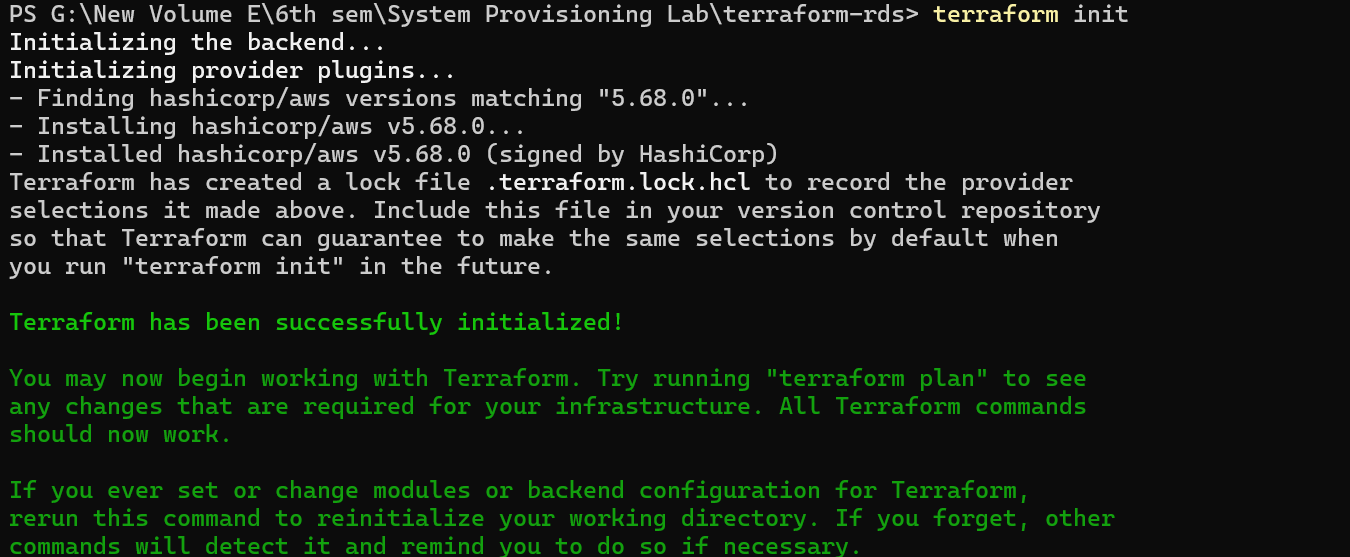 PS G:\New Volume E\6th sem\System Provisioning Lab\terraform-rds> terraform init
Initializing the backend...
Initializing provider plugins...
- Finding hashicorp/aws versions matching "5.68.0"...
- Installing hashicorp/aws v5.68.0...
- Installed hashicorp/aws v5.68.0 (signed by HashiCorp)
Terraform has created a lock file .terraform.lock.hcl to record the provider
selections it made above. Include this file in your version control repository
so that Terraform can guarantee to make the same selections by default when
you run "terraform init" in the future.
Terraform has been successfully initialized!
You may now begin working with Terraform. Try running "terraform plan" to see
any changes that are required for your infrastructure. All Terraform commands
should now work.
If you ever set or change modules or backend configuration for Terraform,
rerun this command to reinitialize your working directory. If you forget, other
commands will detect it and remind you to do so if necessary.